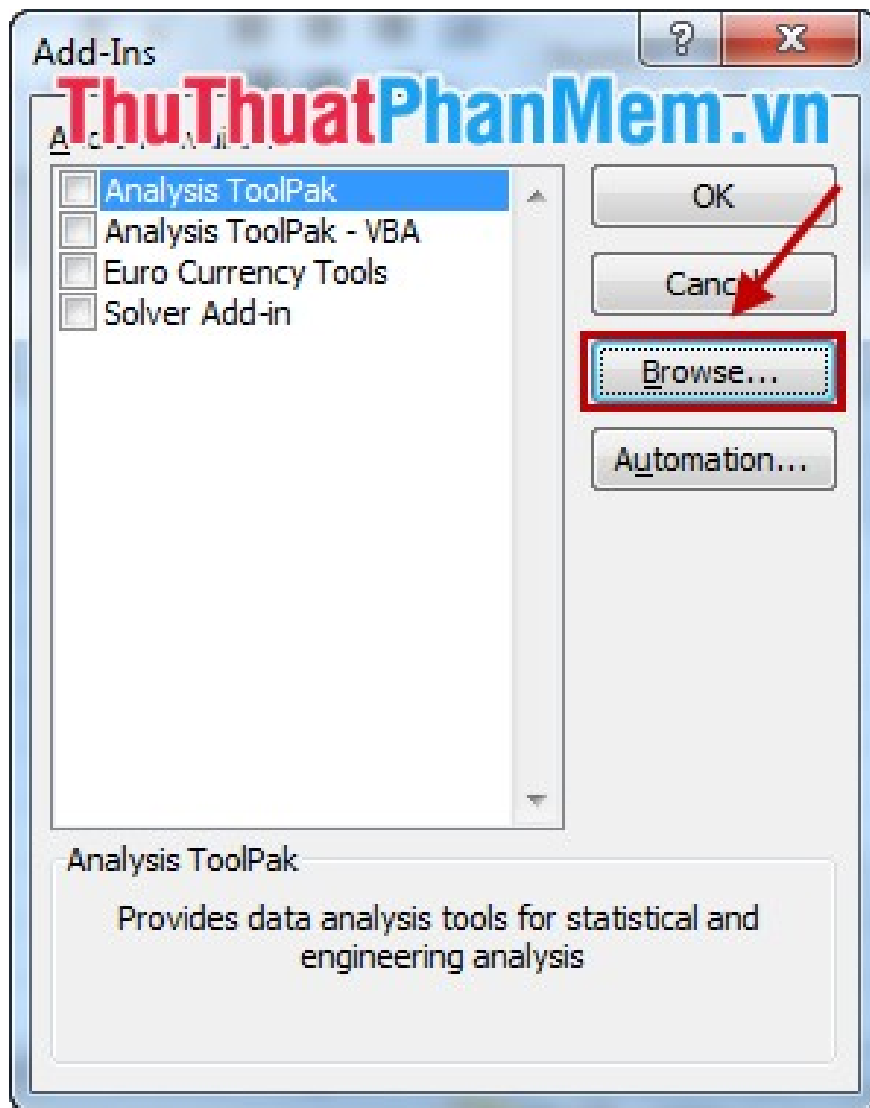 Add-Ins
ThuThuatPhanMem.vn
Analysis ToolPak
Analysis ToolPak - VBA
Euro Currency Tools
Solver Add-in
OK
Browse...
Automation...
Analysis ToolPak
Provides data analysis tools for statistical and
engineering analysis